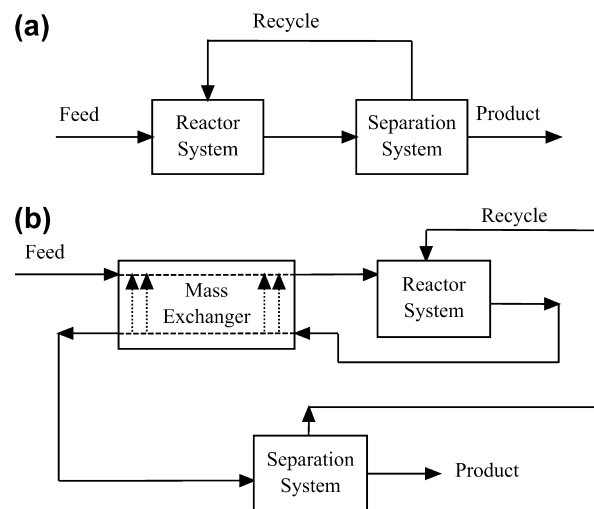 (a)
Recycle
Feed
Reactor
System
Separation
System
Product
(b)
Recycle
Feed
Mass
Exchanger
Reactor
System
Separation
System
Product